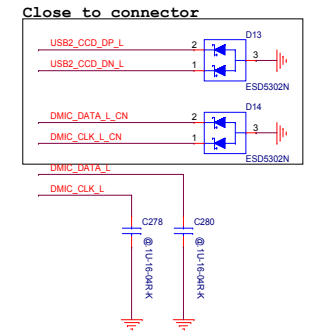 Close to connector
D13
USB2_CCD_DP_L
2
3
USB2_CCD_DN_L
1
ESD5302N
D14
DMIC_DATA_L_CN
2
3
DMIC_CLK_L_CN
1
ESD5302N
DMIC_DATA_L
DMIC_CLK_L
C278
C280
@.1U-16-04R-K
@.1U-16-04R-K